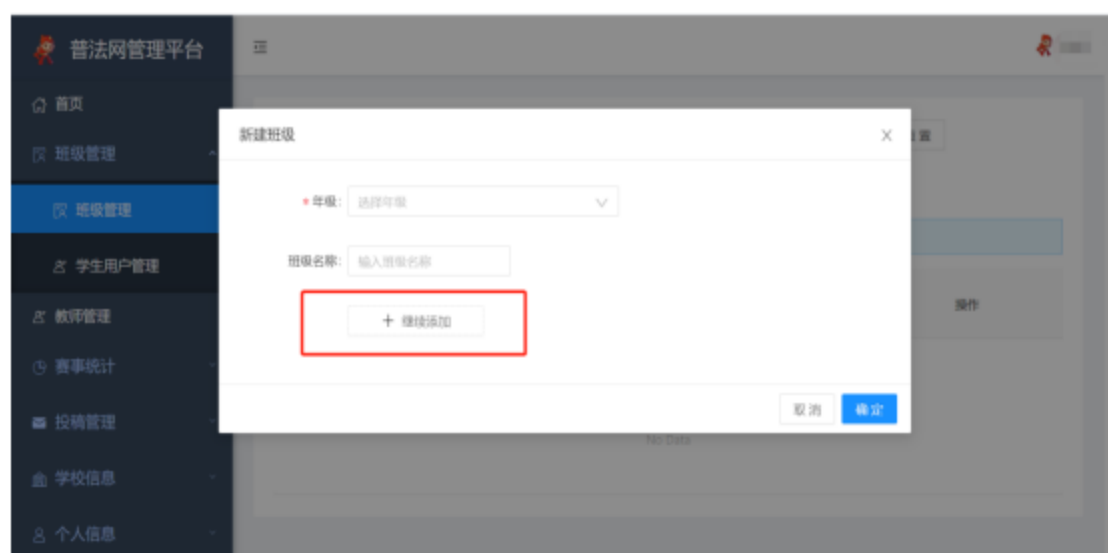 普法网管理平台
首页
班级管理
班级管理
学生用户管理
教师管理
赛事统计
投稿管理
学校信息
个人信息
新建班级
* 年级:
选择年级
班级名称:
输入班级名称
+ 继续添加
取消
确定
置
操作
No Data